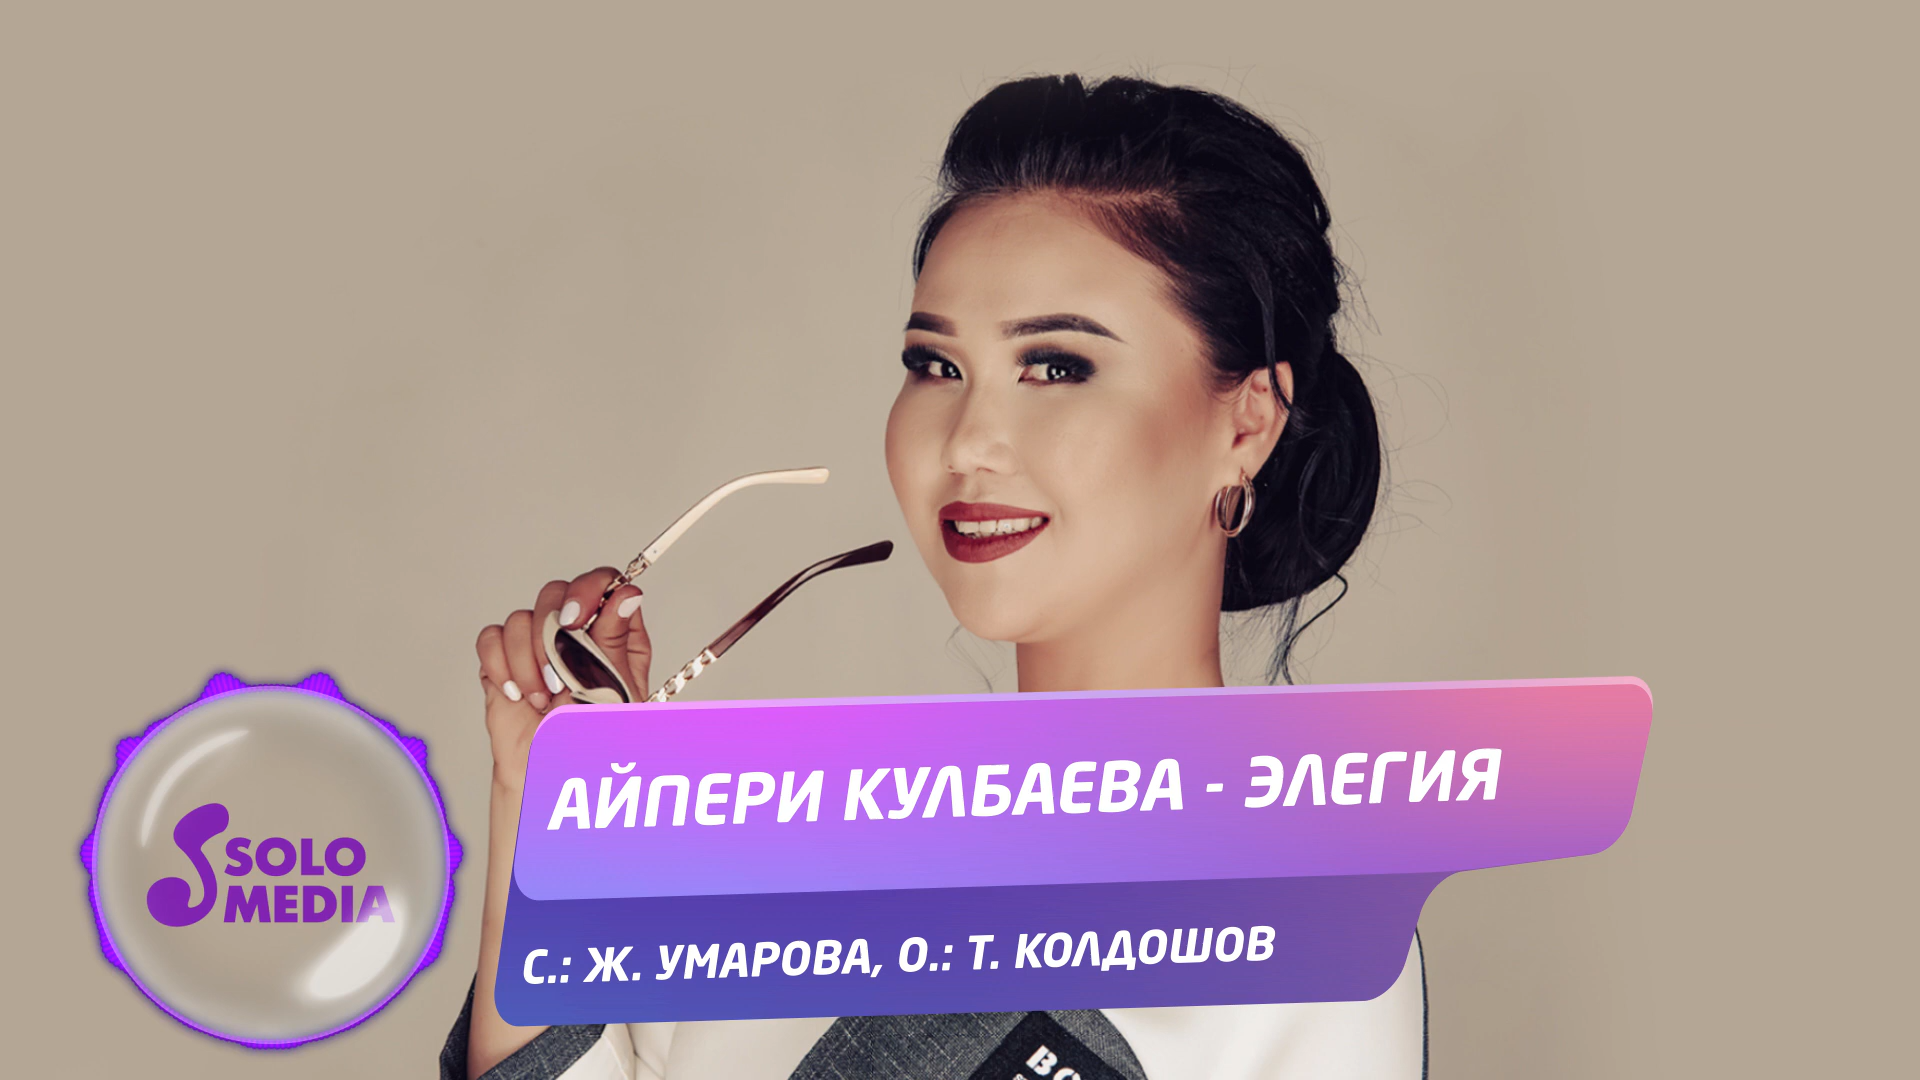 АЙПЕРИ КУЛБАЕВА - ЭЛЕГИЯ
С.: Ж. УМАРОВА, О.: Т. КОЛДОШОВ
SOLO
MEDIA